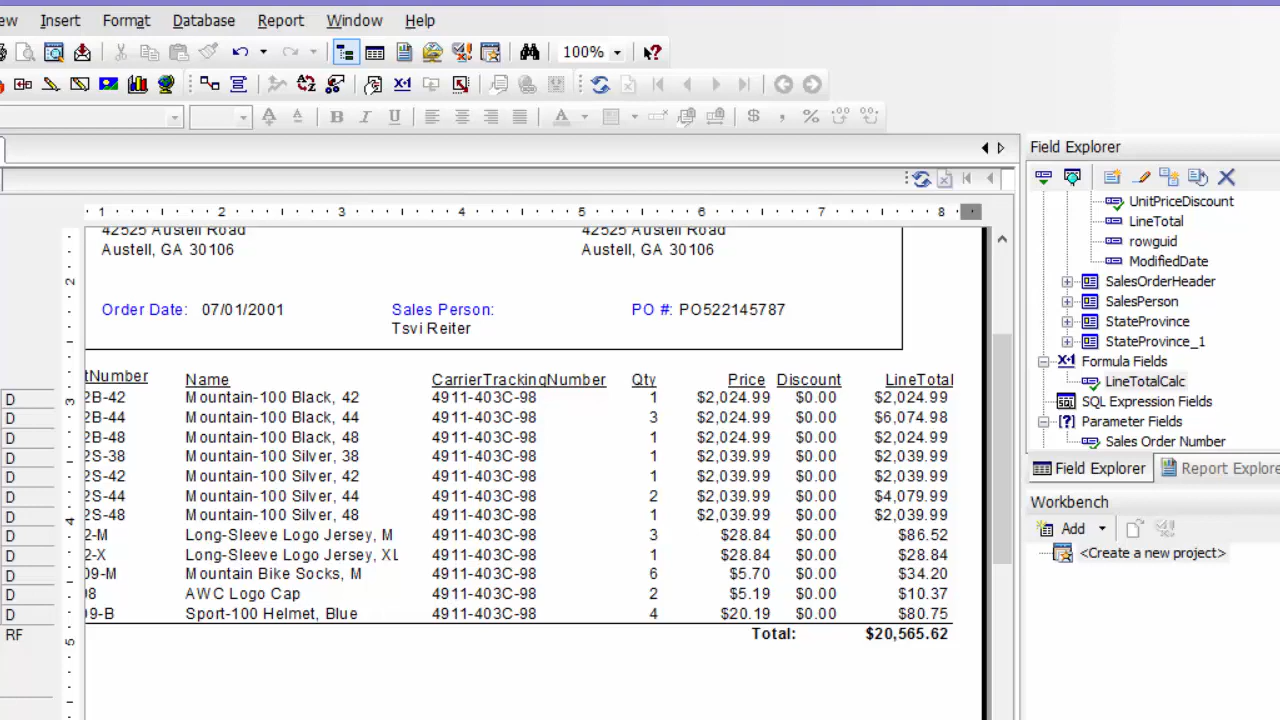 ew Insert Format Database Report Window Help
100%
B I U $ , %
Field Explorer
1 2 3 4 5 6 7 8
UnitPriceDiscount
LineTotal
rowguid
ModifiedDate
SalesOrderHeader
SalesPerson
StateProvince
StateProvince_1
Formula Fields
LineTotalCalc
SQL Expression Fields
Parameter Fields
Sales Order Number
Field Explorer Report Explore
Workbench
Add
<Create a new project>
42525 Austell Road 42525 Austell Road
Austell, GA 30106 Austell, GA 30106
2
Order Date: 07/01/2001 Sales Person: PO #: PO522145787
Tsvi Reiter
tNumber Name CarrierTrackingNumber Qty Price Discount LineTotal
D 3 2B-42 Mountain-100 Black, 42 4911-403C-98 1 $2,024.99 $0.00 $2,024.99
D 2B-44 Mountain-100 Black, 44 4911-403C-98 3 $2,024.99 $0.00 $6,074.98
D 2B-48 Mountain-100 Black, 48 4911-403C-98 1 $2,024.99 $0.00 $2,024.99
D 2S-38 Mountain-100 Silver, 38 4911-403C-98 1 $2,039.99 $0.00 $2,039.99
D 2S-42 Mountain-100 Silver, 42 4911-403C-98 1 $2,039.99 $0.00 $2,039.99
D 2S-44 Mountain-100 Silver, 44 4911-403C-98 2 $2,039.99 $0.00 $4,079.99
D 4 2S-48 Mountain-100 Silver, 48 4911-403C-98 1 $2,039.99 $0.00 $2,039.99
D 2-M Long-Sleeve Logo Jersey, M 4911-403C-98 3 $28.84 $0.00 $86.52
D 2-X Long-Sleeve Logo Jersey, XL 4911-403C-98 1 $28.84 $0.00 $28.84
D 09-M Mountain Bike Socks, M 4911-403C-98 6 $5.70 $0.00 $34.20
D 98 AWC Logo Cap 4911-403C-98 2 $5.19 $0.00 $10.37
D 09-B Sport-100 Helmet, Blue 4911-403C-98 4 $20.19 $0.00 $80.75
RF 5 Total: $20,565.62